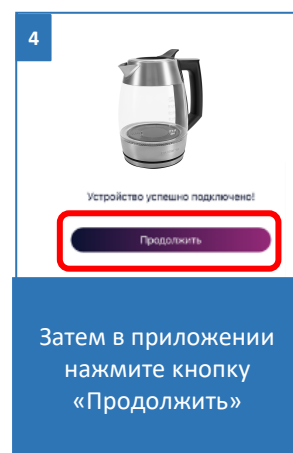 4
Устройство успешно подключено!
Продолжить
Затем в приложении
нажмите кнопку
«Продолжить»